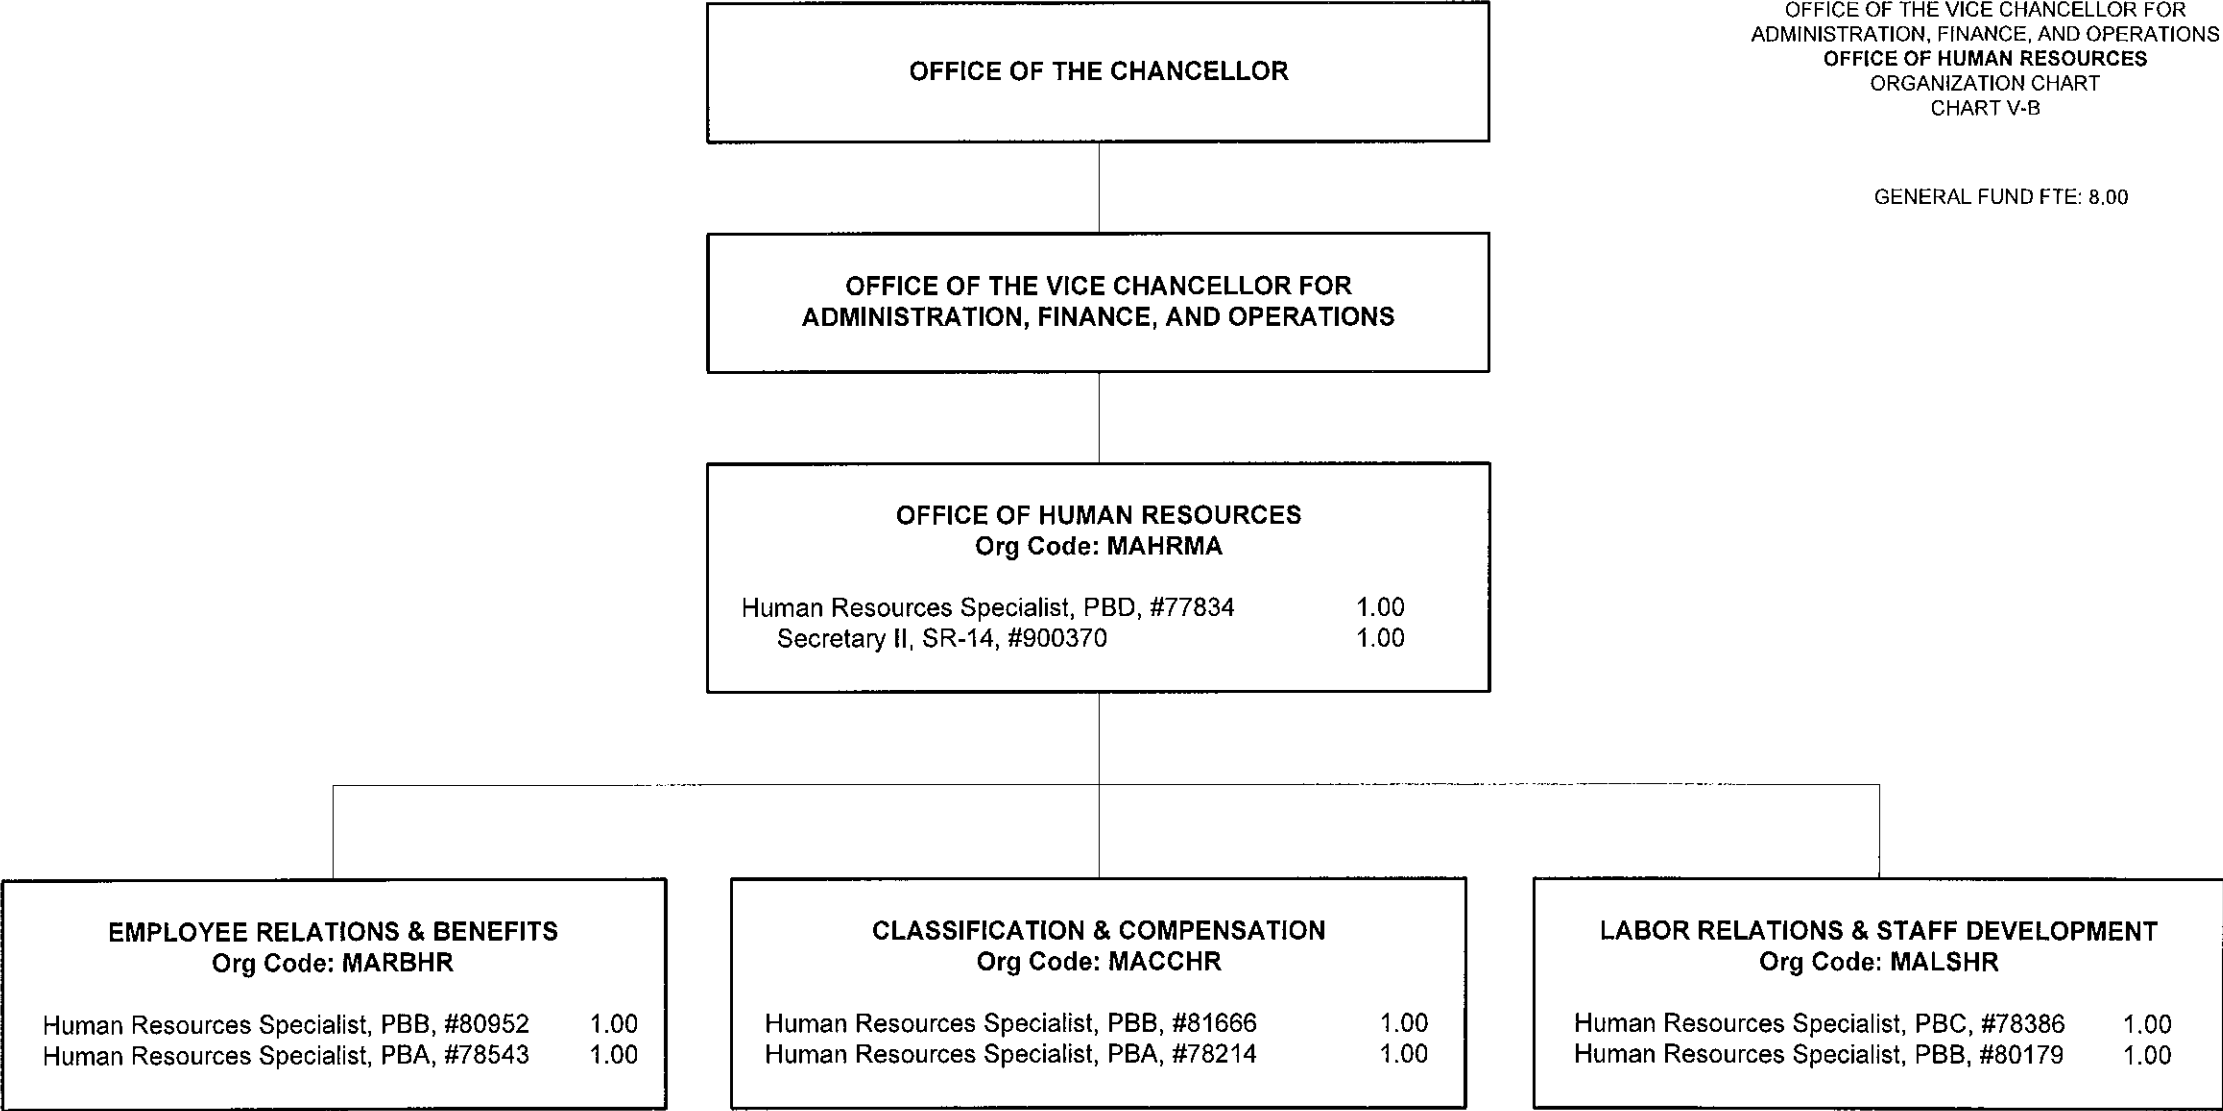 OFFICE OF THE VICE CHANCELLOR FOR
ADMINISTRATION, FINANCE, AND OPERATIONS
OFFICE OF HUMAN RESOURCES
ORGANIZATION CHART
CHART V-B
GENERAL FUND FTE: 8.00
OFFICE OF THE CHANCELLOR
OFFICE OF THE VICE CHANCELLOR FOR
ADMINISTRATION, FINANCE, AND OPERATIONS
OFFICE OF HUMAN RESOURCES
Org Code: MAHRMA
Human Resources Specialist, PBD, #77834 1.00
Secretary II, SR-14, #900370 1.00
EMPLOYEE RELATIONS & BENEFITS
Org Code: MARBHR
Human Resources Specialist, PBB, #80952 1.00
Human Resources Specialist, PBA, #78543 1.00
CLASSIFICATION & COMPENSATION
Org Code: MACCHR
Human Resources Specialist, PBB, #81666 1.00
Human Resources Specialist, PBA, #78214 1.00
LABOR RELATIONS & STAFF DEVELOPMENT
Org Code: MALSHR
Human Resources Specialist, PBC, #78386 1.00
Human Resources Specialist, PBB, #80179 1.00